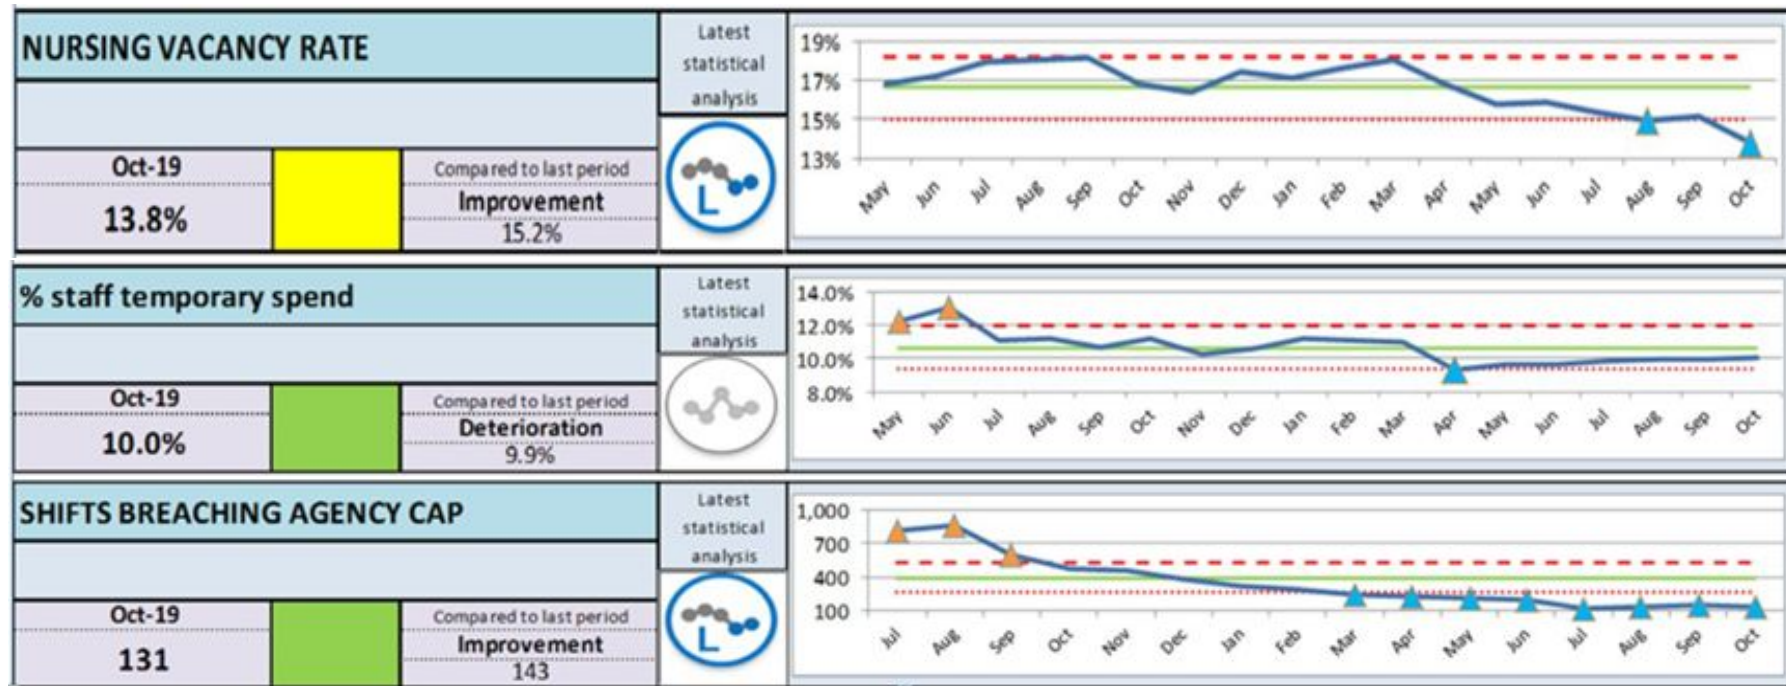 NURSING VACANCY RATE
Latest
statistical
analysis
Oct-19
13.8%
Compared to last period
Improvement
15.2%
L
19%
17%
15%
13%
May Jun Jul Aug Sep Oct Nov Dec Jan Feb Mar Apr May Jun Jul Aug Sep Oct
% staff temporary spend
Latest
statistical
analysis
Oct-19
10.0%
Compared to last period
Deterioration
9.9%
14.0%
12.0%
10.0%
8.0%
May Jun Jul Aug Sep Oct Nov Dec Jan Feb Mar Apr May Jun Jul Aug Sep Oct
SHIFTS BREACHING AGENCY CAP
Latest
statistical
analysis
Oct-19
131
Compared to last period
Improvement
143
L
1,000
700
400
100
Jul Aug Sep Oct Nov Dec Jan Feb Mar Apr May Jun Jul Aug Sep Oct